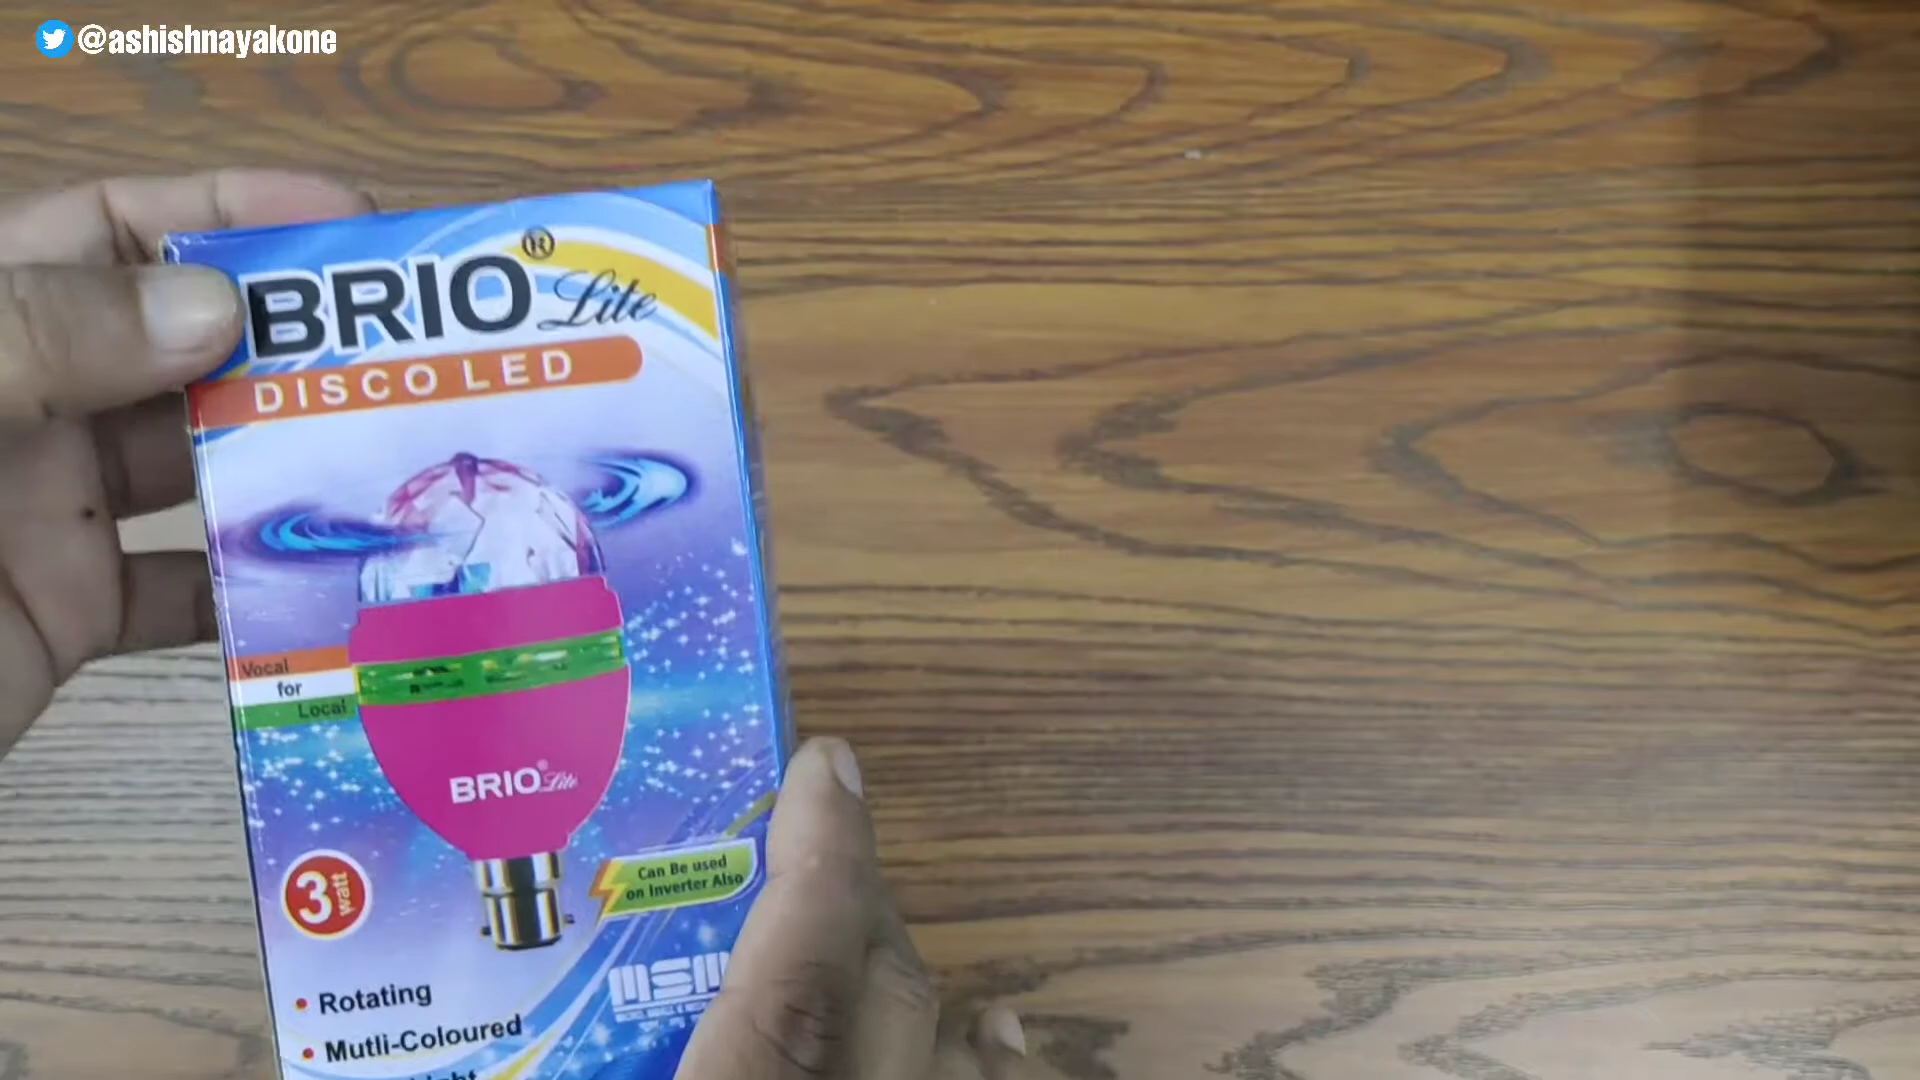 @ashishnayakone
BRIO® Lite
DISCO LED
Vocal
for
Local
BRIO® Lite
3 watt
Can Be used
on Inverter Also
• Rotating
• Mutli-Coloured